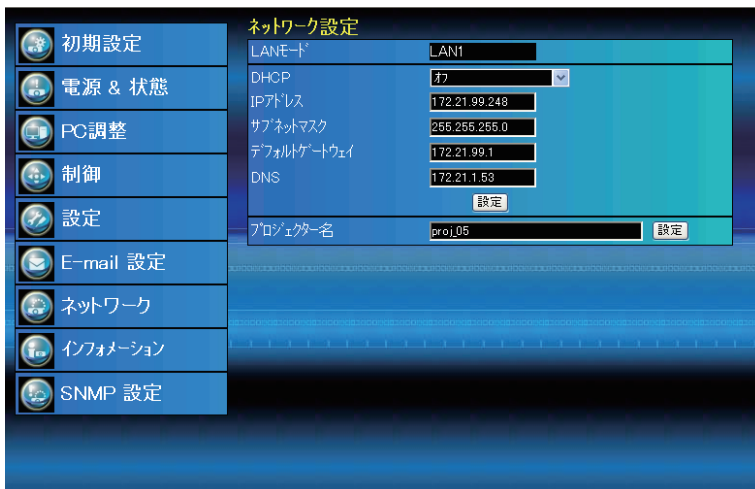 初期設定
電源 & 状態
PC調整
制御
設定
E-mail 設定
ネットワーク
インフォメーション
SNMP 設定
ネットワーク設定
LANモード LAN1
DHCP オフ
IPアドレス 172.21.99.248
サブネットマスク 255.255.255.0
デフォルトゲートウェイ 172.21.99.1
DNS 172.21.1.53
設定
プロジェクター名 proj_05 設定